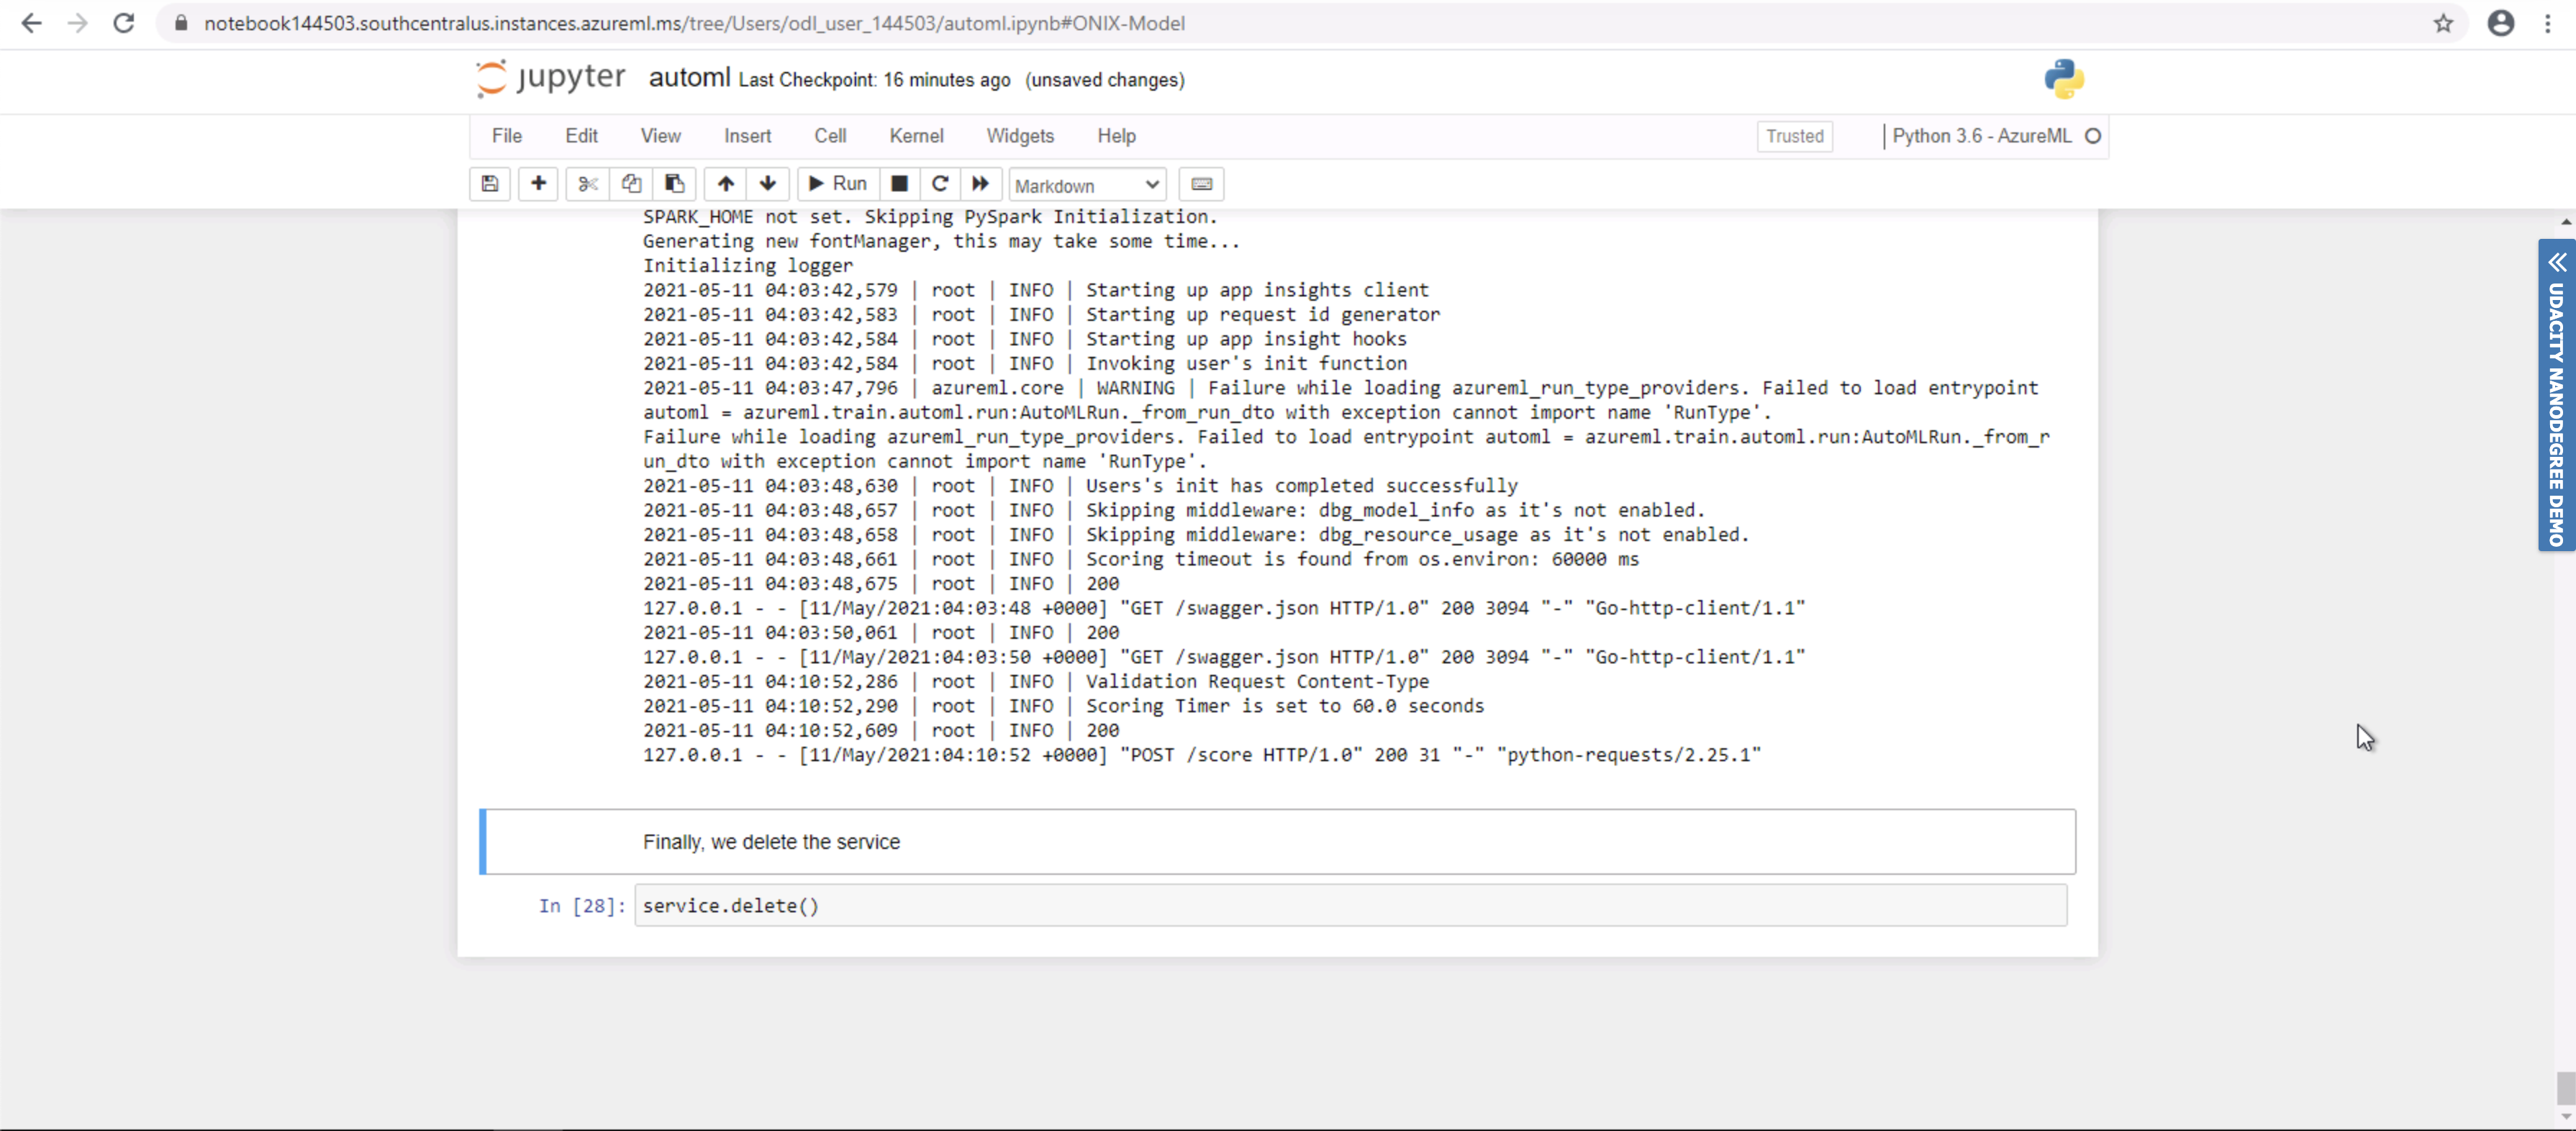 notebook144503.southcentralus.instances.azureml.ms/tree/Users/odl_user_144503/automl.ipynb#ONIX-Model
jupyter automl Last Checkpoint: 16 minutes ago (unsaved changes)
File Edit View Insert Cell Kernel Widgets Help Trusted Python 3.6 - AzureML
Run Markdown
SPARK_HOME not set. Skipping PySpark Initialization.
Generating new fontManager, this may take some time...
Initializing logger
2021-05-11 04:03:42,579 | root | INFO | Starting up app insights client
2021-05-11 04:03:42,583 | root | INFO | Starting up request id generator
2021-05-11 04:03:42,584 | root | INFO | Starting up app insight hooks
2021-05-11 04:03:42,584 | root | INFO | Invoking user's init function
2021-05-11 04:03:47,796 | azureml.core | WARNING | Failure while loading azureml_run_type_providers. Failed to load entrypoint
automl = azureml.train.automl.run:AutoMLRun._from_run_dto with exception cannot import name 'RunType'.
Failure while loading azureml_run_type_providers. Failed to load entrypoint automl = azureml.train.automl.run:AutoMLRun._from_r
un_dto with exception cannot import name 'RunType'.
2021-05-11 04:03:48,630 | root | INFO | Users's init has completed successfully
2021-05-11 04:03:48,657 | root | INFO | Skipping middleware: dbg_model_info as it's not enabled.
2021-05-11 04:03:48,658 | root | INFO | Skipping middleware: dbg_resource_usage as it's not enabled.
2021-05-11 04:03:48,661 | root | INFO | Scoring timeout is found from os.environ: 60000 ms
2021-05-11 04:03:48,675 | root | INFO | 200
127.0.0.1 - - [11/May/2021:04:03:48 +0000] "GET /swagger.json HTTP/1.0" 200 3094 "-" "Go-http-client/1.1"
2021-05-11 04:03:50,061 | root | INFO | 200
127.0.0.1 - - [11/May/2021:04:03:50 +0000] "GET /swagger.json HTTP/1.0" 200 3094 "-" "Go-http-client/1.1"
2021-05-11 04:10:52,286 | root | INFO | Validation Request Content-Type
2021-05-11 04:10:52,290 | root | INFO | Scoring Timer is set to 60.0 seconds
2021-05-11 04:10:52,609 | root | INFO | 200
127.0.0.1 - - [11/May/2021:04:10:52 +0000] "POST /score HTTP/1.0" 200 31 "-" "python-requests/2.25.1"
Finally, we delete the service
In [28]: service.delete()
UDACITY NANODEGREE DEMO